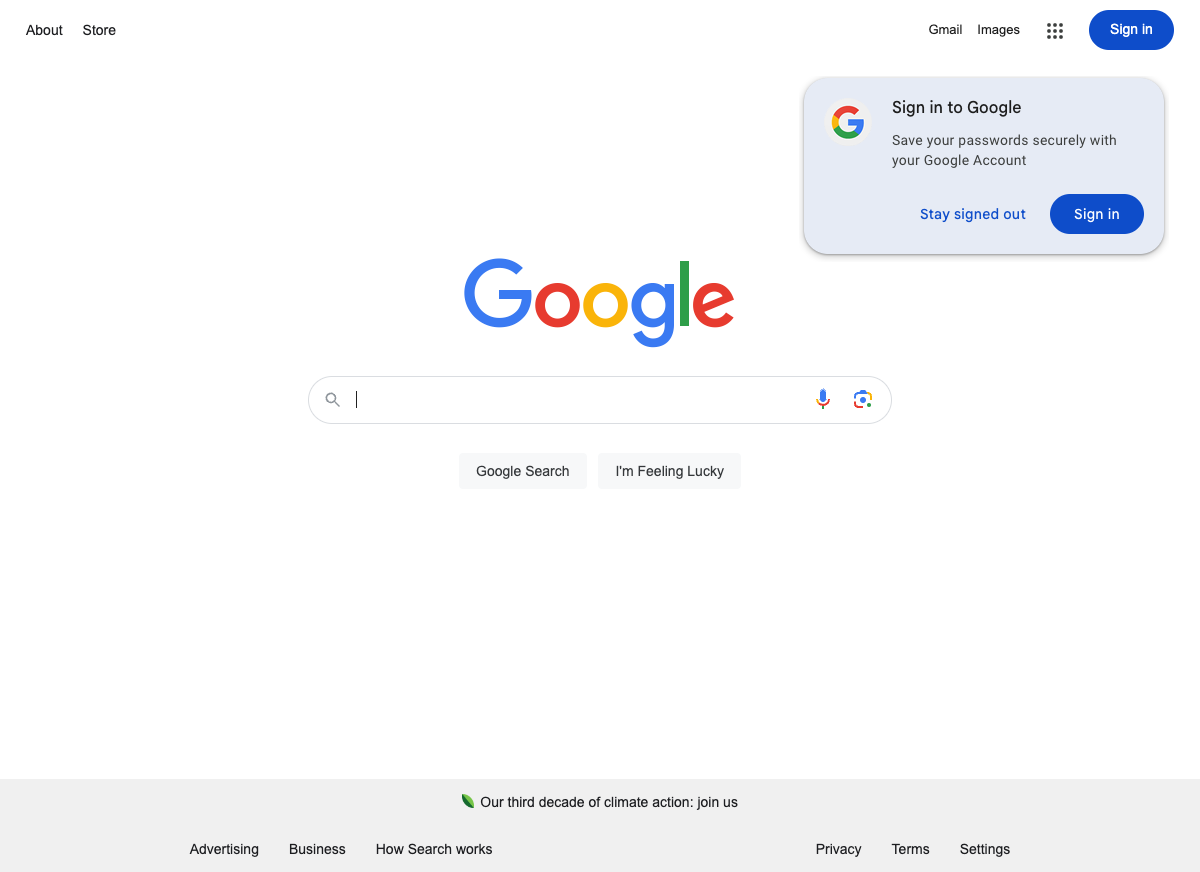 About
Store
Gmail
Images
Sign in
Sign in to Google
Save your passwords securely with
your Google Account
Stay signed out
Sign in
Google
Google Search
I'm Feeling Lucky
Our third decade of climate action: join us
Advertising
Business
How Search works
Privacy
Terms
Settings